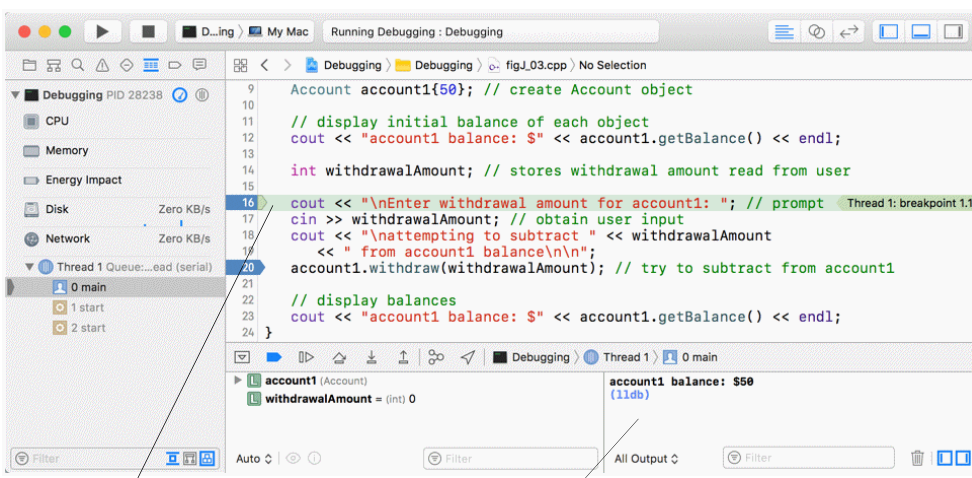 D...ing 〉 My Mac Running Debugging : Debugging
Debugging 〉 Debugging 〉 figJ_03.cpp 〉 No Selection
Debugging PID 28238
CPU
Memory
Energy Impact
Disk Zero KB/s
Network Zero KB/s
Thread 1 Queue:...ead (serial)
0 main
1 start
2 start
Filter
9 Account account1{50}; // create Account object
10
11 // display initial balance of each object
12 cout << "account1 balance: $" << account1.getBalance() << endl;
13
14 int withdrawalAmount; // stores withdrawal amount read from user
15
16 cout << "\nEnter withdrawal amount for account1: "; // prompt Thread 1: breakpoint 1.1
17 cin >> withdrawalAmount; // obtain user input
18 cout << "\nattempting to subtract " << withdrawalAmount
19 << " from account1 balance\n\n";
20 account1.withdraw(withdrawalAmount); // try to subtract from account1
21
22 // display balances
23 cout << "account1 balance: $" << account1.getBalance() << endl;
24 }
Debugging 〉 Thread 1 〉 0 main
L account1 (Account)
L withdrawalAmount = (int) 0
Auto Filter
account1 balance: $50
(lldb)
All Output Filter